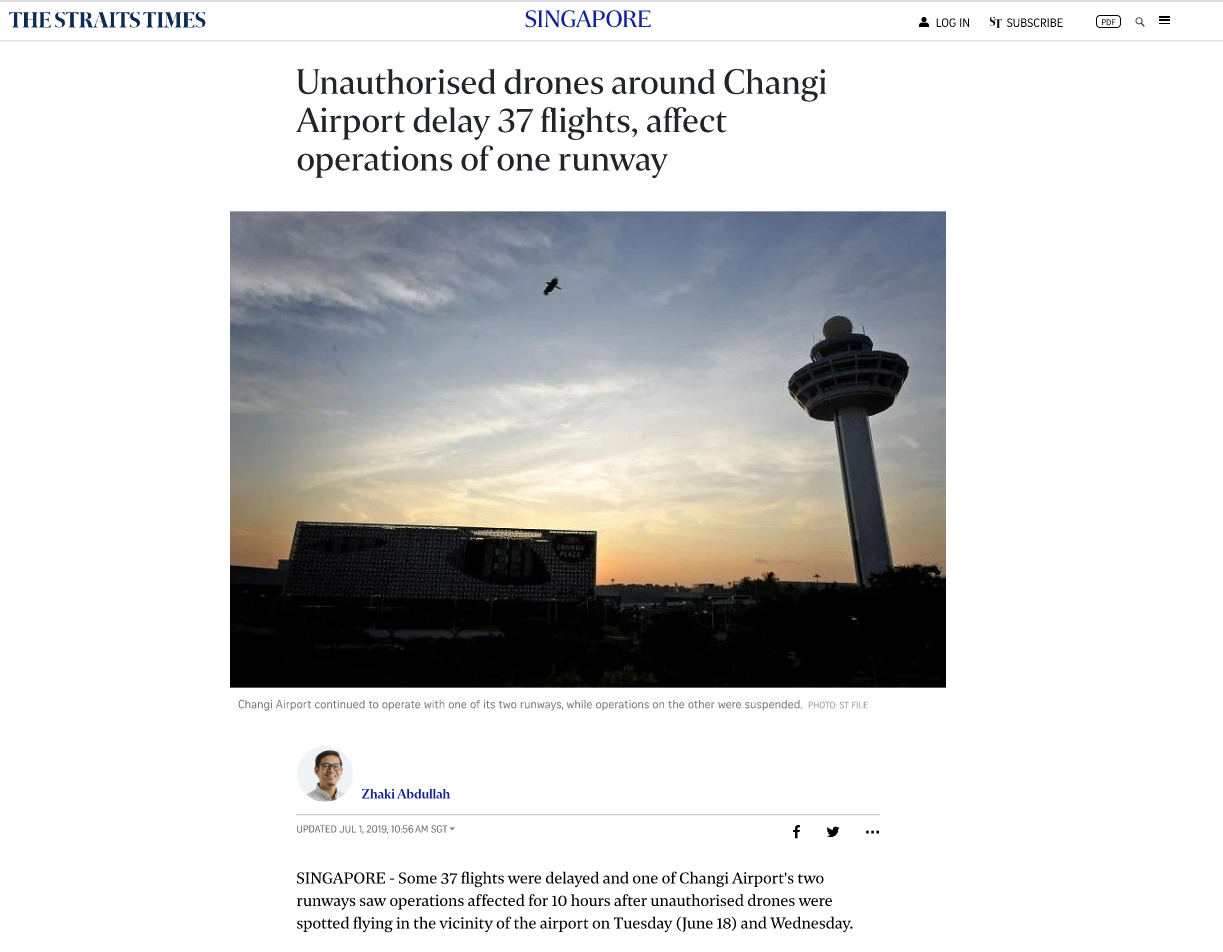 THE STRAITS TIMES
SINGAPORE
LOG IN
ST SUBSCRIBE
PDF
Unauthorised drones around Changi
Airport delay 37 flights, affect
operations of one runway
CROWNE
PLAZA
Changi Airport continued to operate with one of its two runways, while operations on the other were suspended. PHOTO: ST FILE
Zhaki Abdullah
UPDATED JUL 1, 2019, 10:56 AM SGT
SINGAPORE - Some 37 flights were delayed and one of Changi Airport's two
runways saw operations affected for 10 hours after unauthorised drones were
spotted flying in the vicinity of the airport on Tuesday (June 18) and Wednesday.